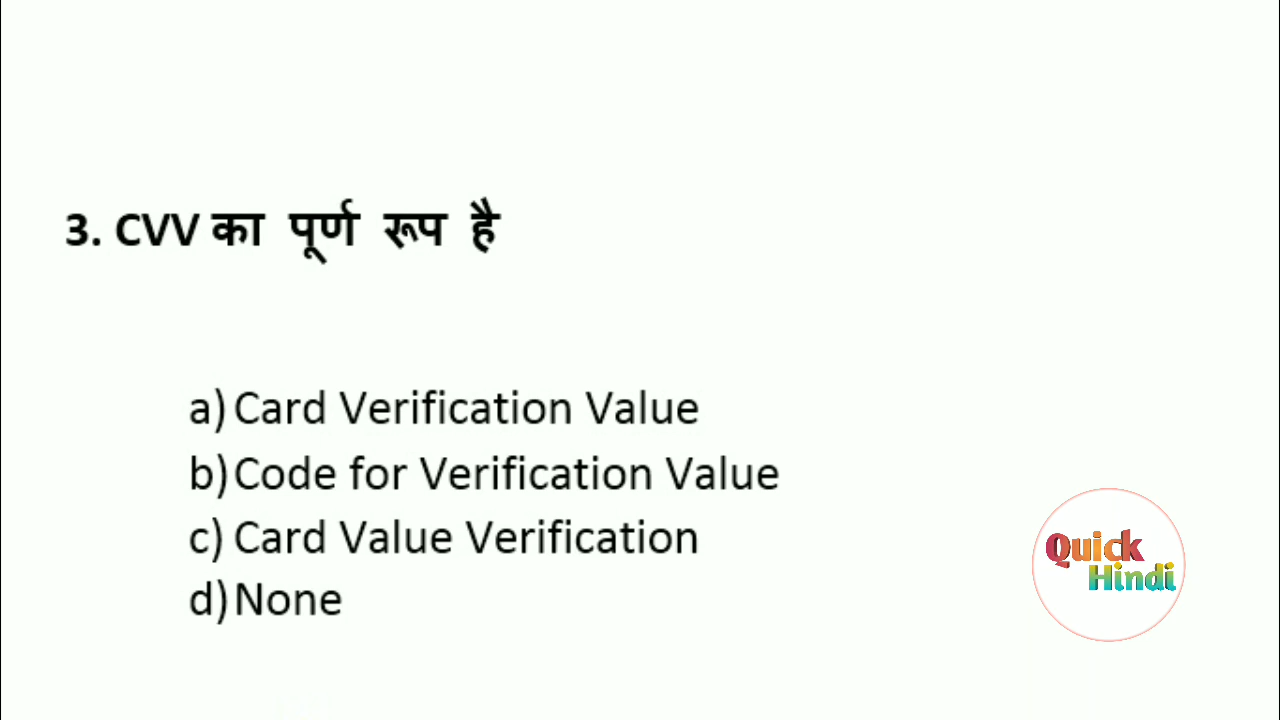 3. CVV का पूर्ण रूप है
a) Card Verification Value
b) Code for Verification Value
c) Card Value Verification
d) None
Quick
Hindi